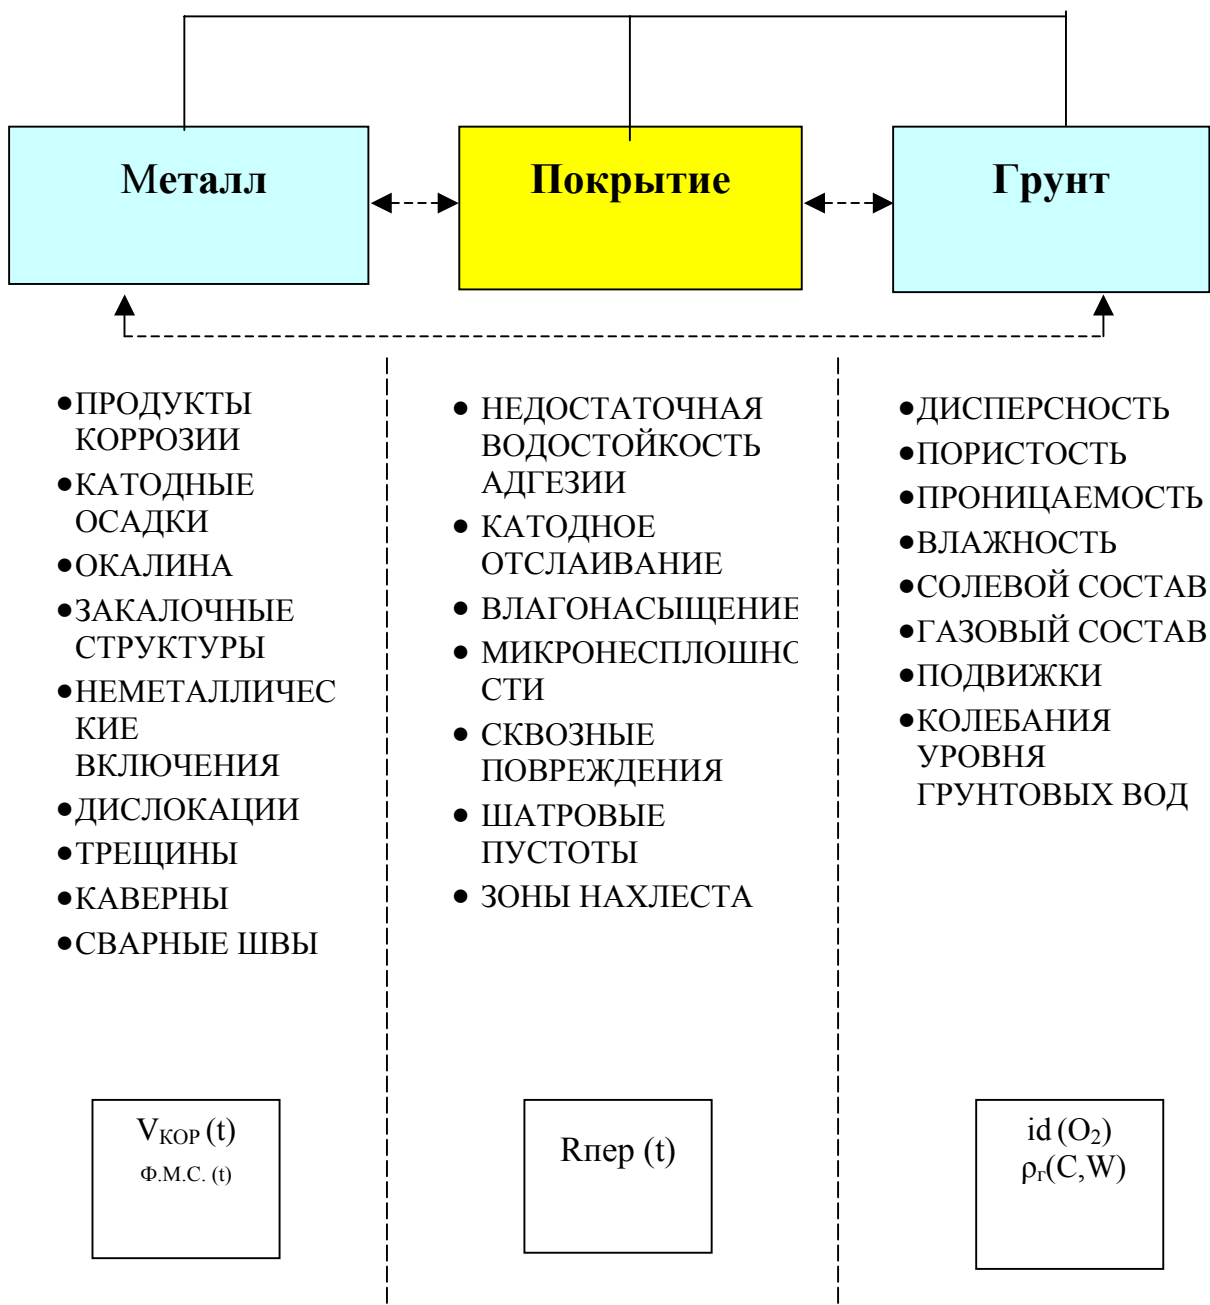 Металл
Покрытие
Грунт
•ПРОДУКТЫ
КОРРОЗИИ
•КАТОДНЫЕ
ОСАДКИ
•ОКАЛИНА
•ЗАКАЛОЧНЫЕ
СТРУКТУРЫ
•НЕМЕТАЛЛИЧЕС
КИЕ
ВКЛЮЧЕНИЯ
•ДИСЛОКАЦИИ
•ТРЕЩИНЫ
•КАВЕРНЫ
•СВАРНЫЕ ШВЫ
• НЕДОСТАТОЧНАЯ
ВОДОСТОЙКОСТЬ
АДГЕЗИИ
• КАТОДНОЕ
ОТСЛАИВАНИЕ
• ВЛАГОНАСЫЩЕНИЕ
• МИКРОНЕСПЛОШНО
СТИ
• СКВОЗНЫЕ
ПОВРЕЖДЕНИЯ
• ШАТРОВЫЕ
ПУСТОТЫ
• ЗОНЫ НАХЛЕСТА
•ДИСПЕРСНОСТЬ
•ПОРИСТОСТЬ
•ПРОНИЦАЕМОСТЬ
•ВЛАЖНОСТЬ
•СОЛЕВОЙ СОСТАВ
•ГАЗОВЫЙ СОСТАВ
•ПОДВИЖКИ
•КОЛЕБАНИЯ
УРОВНЯ
ГРУНТОВЫХ ВОД
VКОР (t)
Ф.М.С. (t)
Rпер (t)
id (O₂)
ρг(C,W)